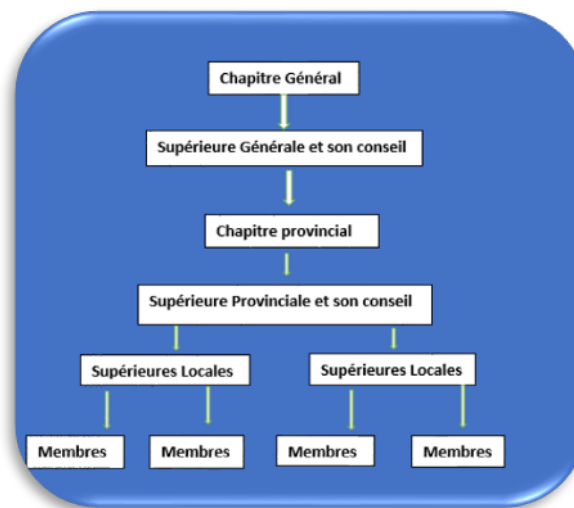 Chapitre Général
Supérieure Générale et son conseil
Chapitre provincial
Supérieure Provinciale et son conseil
Supérieures Locales
Supérieures Locales
Membres
Membres
Membres
Membres